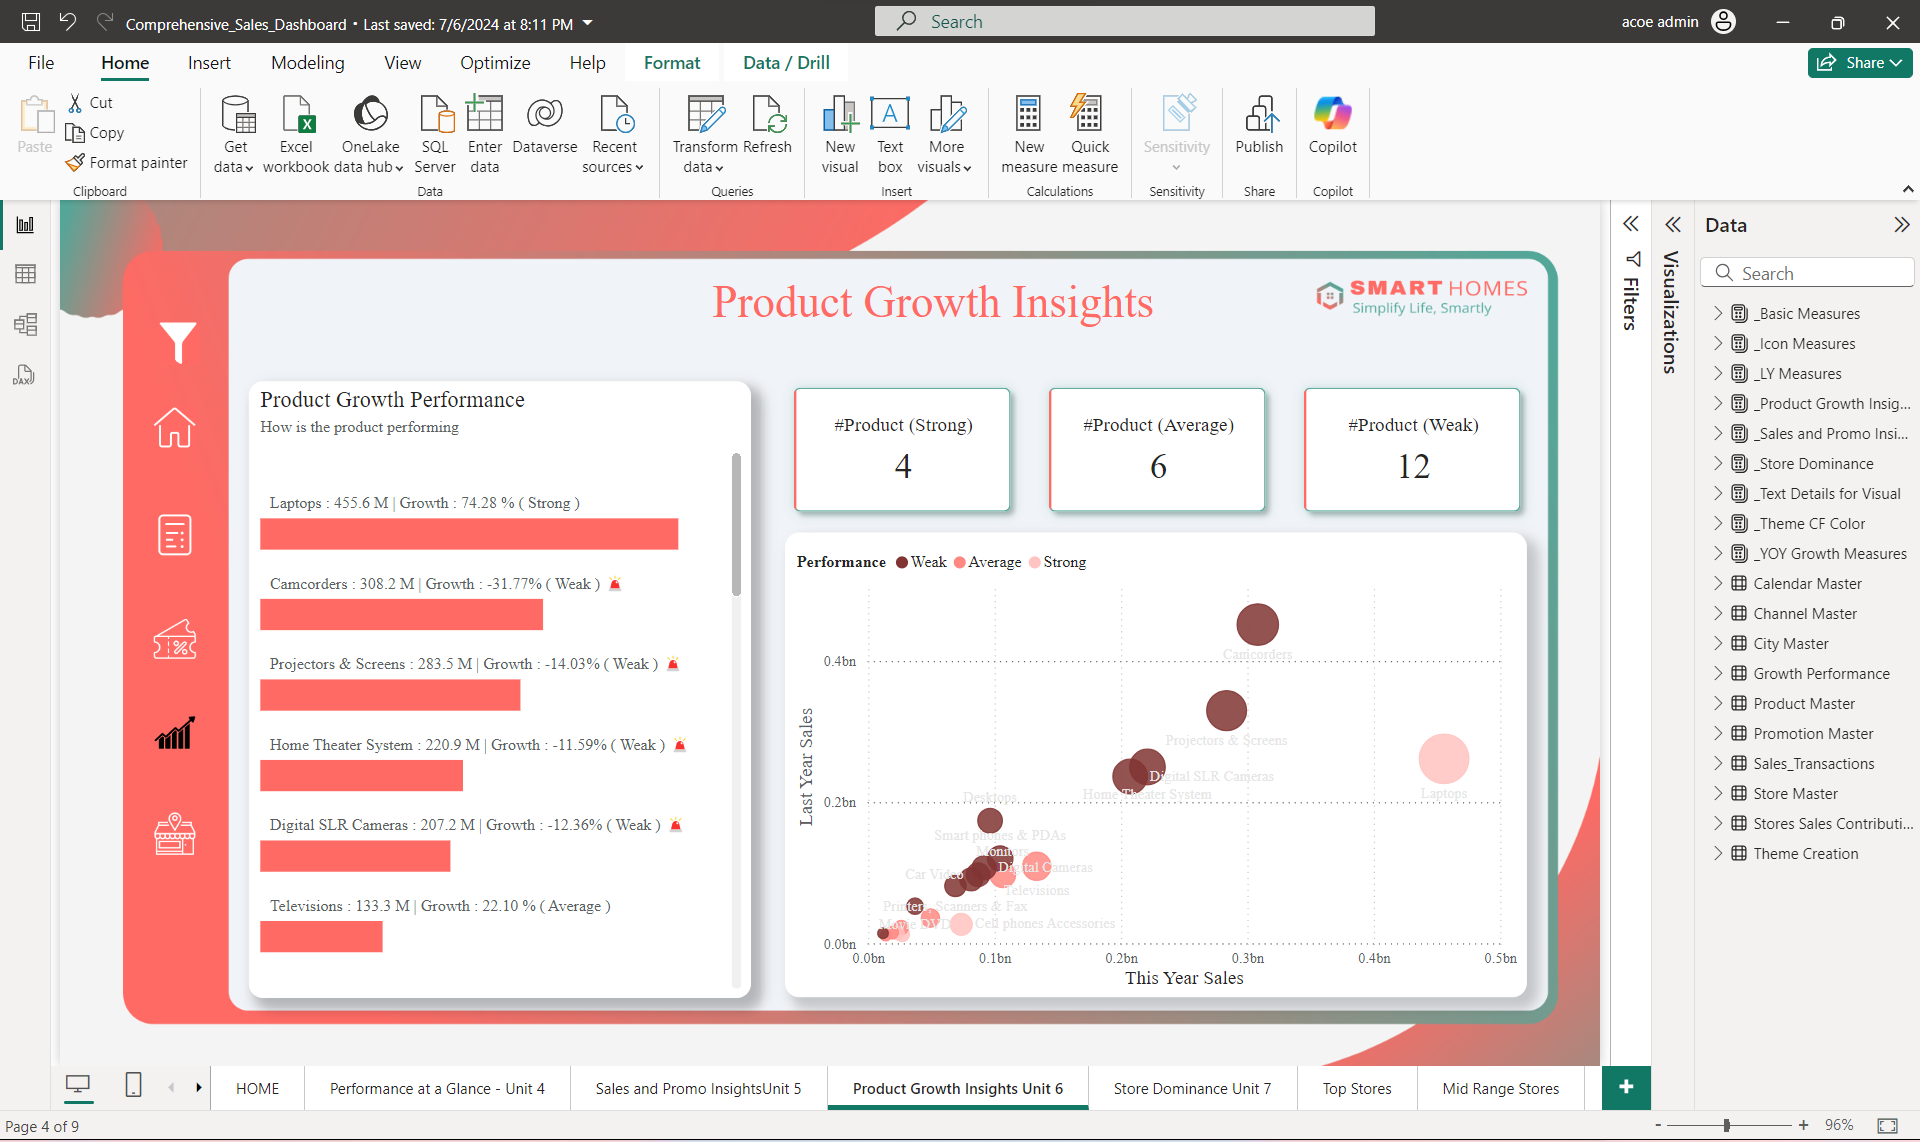 Comprehensive_Sales_Dashboard • Last saved: 7/6/2024 at 8:11 PM
Search
acoe admin
File
Home
Insert
Modeling
View
Optimize
Help
Format
Data / Drill
Share
Paste
Cut
Copy
Format painter
Clipboard
Get data
Excel workbook
OneLake data hub
SQL Server
Enter data
Dataverse
Recent sources
Data
Transform data
Refresh
Queries
New visual
Text box
More visuals
Insert
New measure
Quick measure
Calculations
Sensitivity
Sensitivity
Publish
Share
Copilot
Copilot
DAX
Product Growth Insights
SMART HOMES
Simplify Life, Smartly
Product Growth Performance
How is the product performing
Laptops : 455.6 M | Growth : 74.28 % ( Strong )
Camcorders : 308.2 M | Growth : -31.77% ( Weak )
Projectors & Screens : 283.5 M | Growth : -14.03% ( Weak )
Home Theater System : 220.9 M | Growth : -11.59% ( Weak )
Digital SLR Cameras : 207.2 M | Growth : -12.36% ( Weak )
Televisions : 133.3 M | Growth : 22.10 % ( Average )
#Product (Strong)
4
#Product (Average)
6
#Product (Weak)
12
Performance
Weak
Average
Strong
Last Year Sales
0.4bn
0.2bn
0.0bn
Camcorders
Projectors & Screens
Digital SLR Cameras
Home Theater System
Laptops
Desktops
Smart phones & PDAs
Monitors
Digital Cameras
Car Video
Televisions
Printers, Scanners & Fax
Movie DVD
Cell phones Accessories
0.0bn
0.1bn
0.2bn
0.3bn
0.4bn
0.5bn
This Year Sales
Filters
Visualizations
Data
Search
_Basic Measures
_Icon Measures
_LY Measures
_Product Growth Insig...
_Sales and Promo Insi...
_Store Dominance
_Text Details for Visual
_Theme CF Color
_YOY Growth Measures
Calendar Master
Channel Master
City Master
Growth Performance
Product Master
Promotion Master
Sales_Transactions
Store Master
Stores Sales Contributi...
Theme Creation
HOME
Performance at a Glance - Unit 4
Sales and Promo InsightsUnit 5
Product Growth Insights Unit 6
Store Dominance Unit 7
Top Stores
Mid Range Stores
+
Page 4 of 9
- + 96%